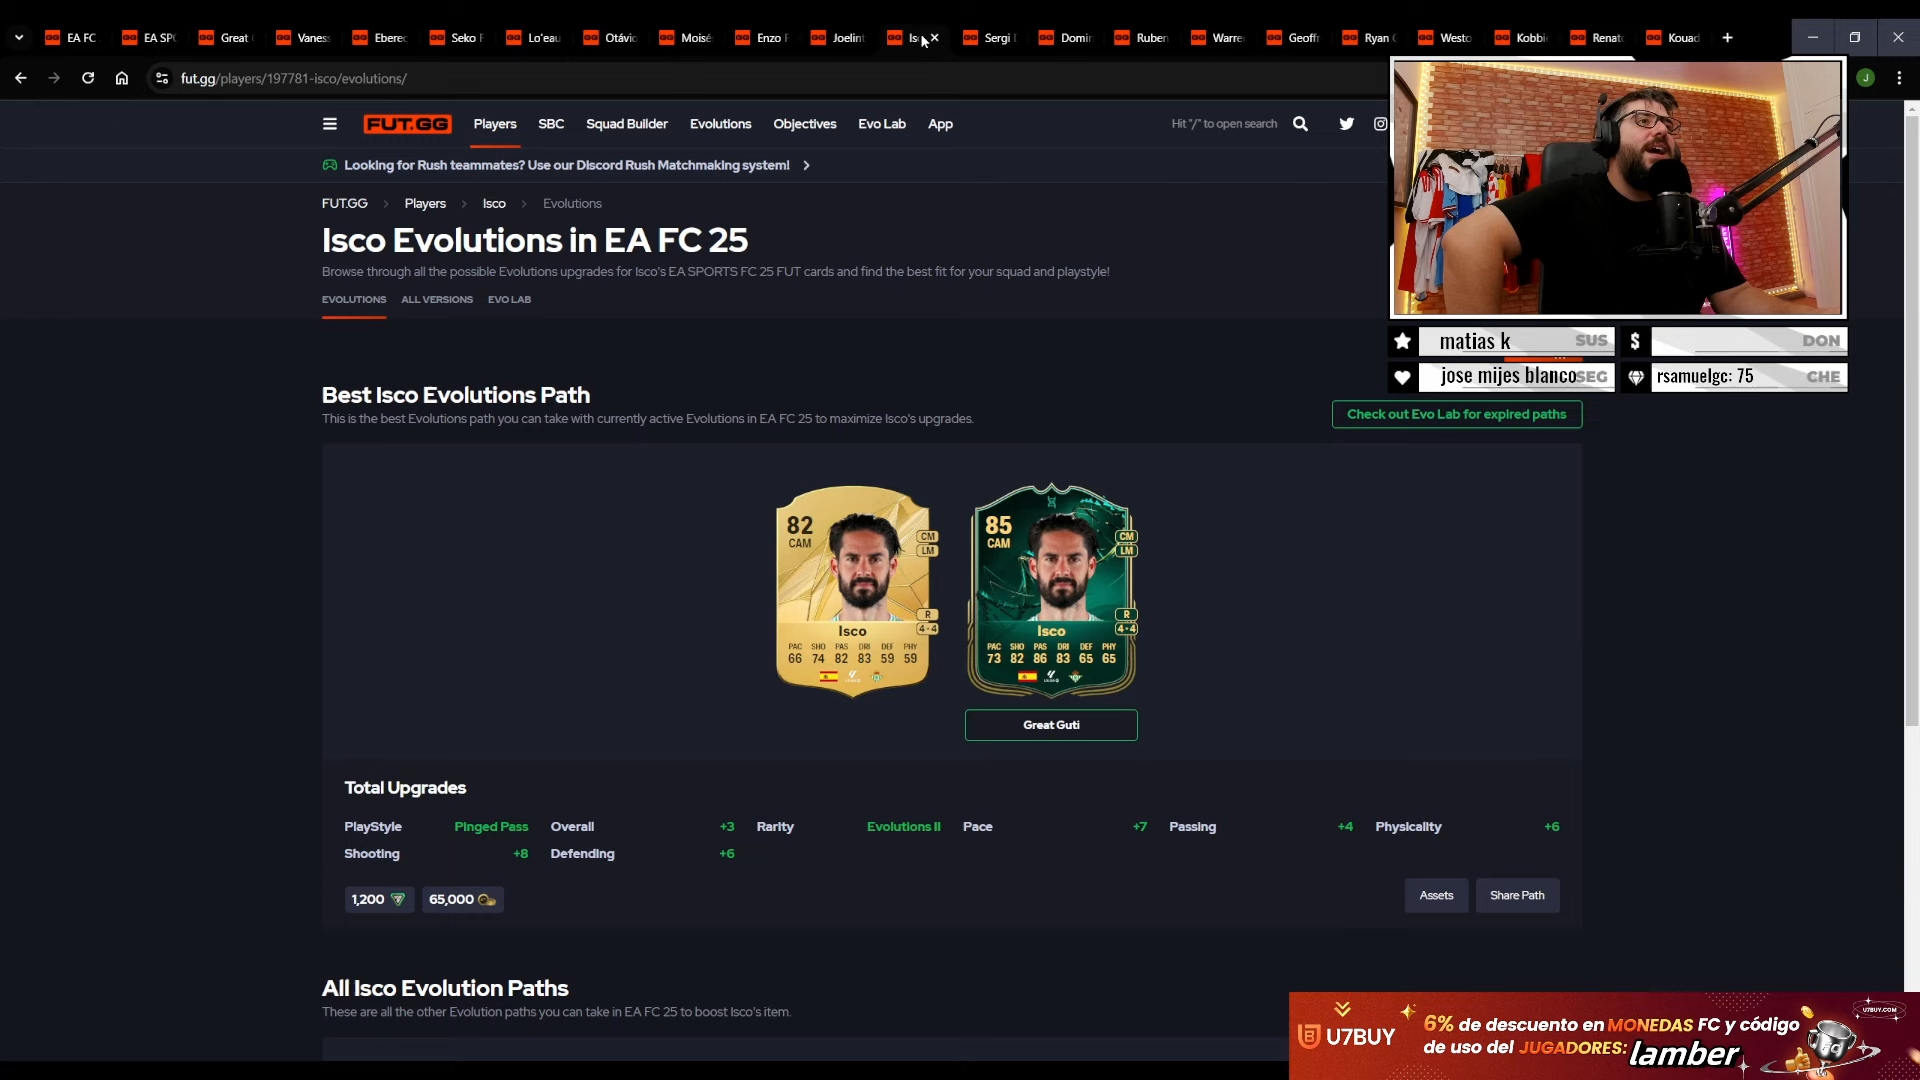 EA FC
EA SPO
Great
Vaness
Eberec
Seko F
Lo'eau
Otávio
Moisé
Enzo F
Joelint
Isc
Sergi
Domin
Ruben
Warre
Geoffr
Ryan
Westo
Kobbi
Renato
Kouad
fut.gg/players/197781-isco/evolutions/
J
FUT.GG
Players
SBC
Squad Builder
Evolutions
Objectives
Evo Lab
App
Hit "/" to open search
Looking for Rush teammates? Use our Discord Rush Matchmaking system!
FUT.GG > Players > Isco > Evolutions
Isco Evolutions in EA FC 25
Browse through all the possible Evolutions upgrades for Isco's EA SPORTS FC 25 FUT cards and find the best fit for your squad and playstyle!
EVOLUTIONS
ALL VERSIONS
EVO LAB
matias k SUS
DON
jose mijes blanco SEG
rsamuelgc: 75 CHE
Best Isco Evolutions Path
This is the best Evolutions path you can take with currently active Evolutions in EA FC 25 to maximize Isco's upgrades.
Check out Evo Lab for expired paths
82
CAM
CM
LM
R
4-4
Isco
PAC SHO PAS DRI DEF PHY
66 74 82 83 59 59
85
CAM
CM
LM
R
4-4
Isco
PAC SHO PAS DRI DEF PHY
73 82 86 83 65 65
Great Guti
Total Upgrades
PlayStyle Pinged Pass
Overall +3
Rarity Evolutions II
Pace +7
Passing +4
Physicality +6
Shooting +8
Defending +6
1,200
65,000
Assets
Share Path
All Isco Evolution Paths
These are all the other Evolution paths you can take in EA FC 25 to boost Isco's item.
U7BUY
6% de descuento en MONEDAS FC y código
de uso del JUGADORES: lamber
U7BUY.COM